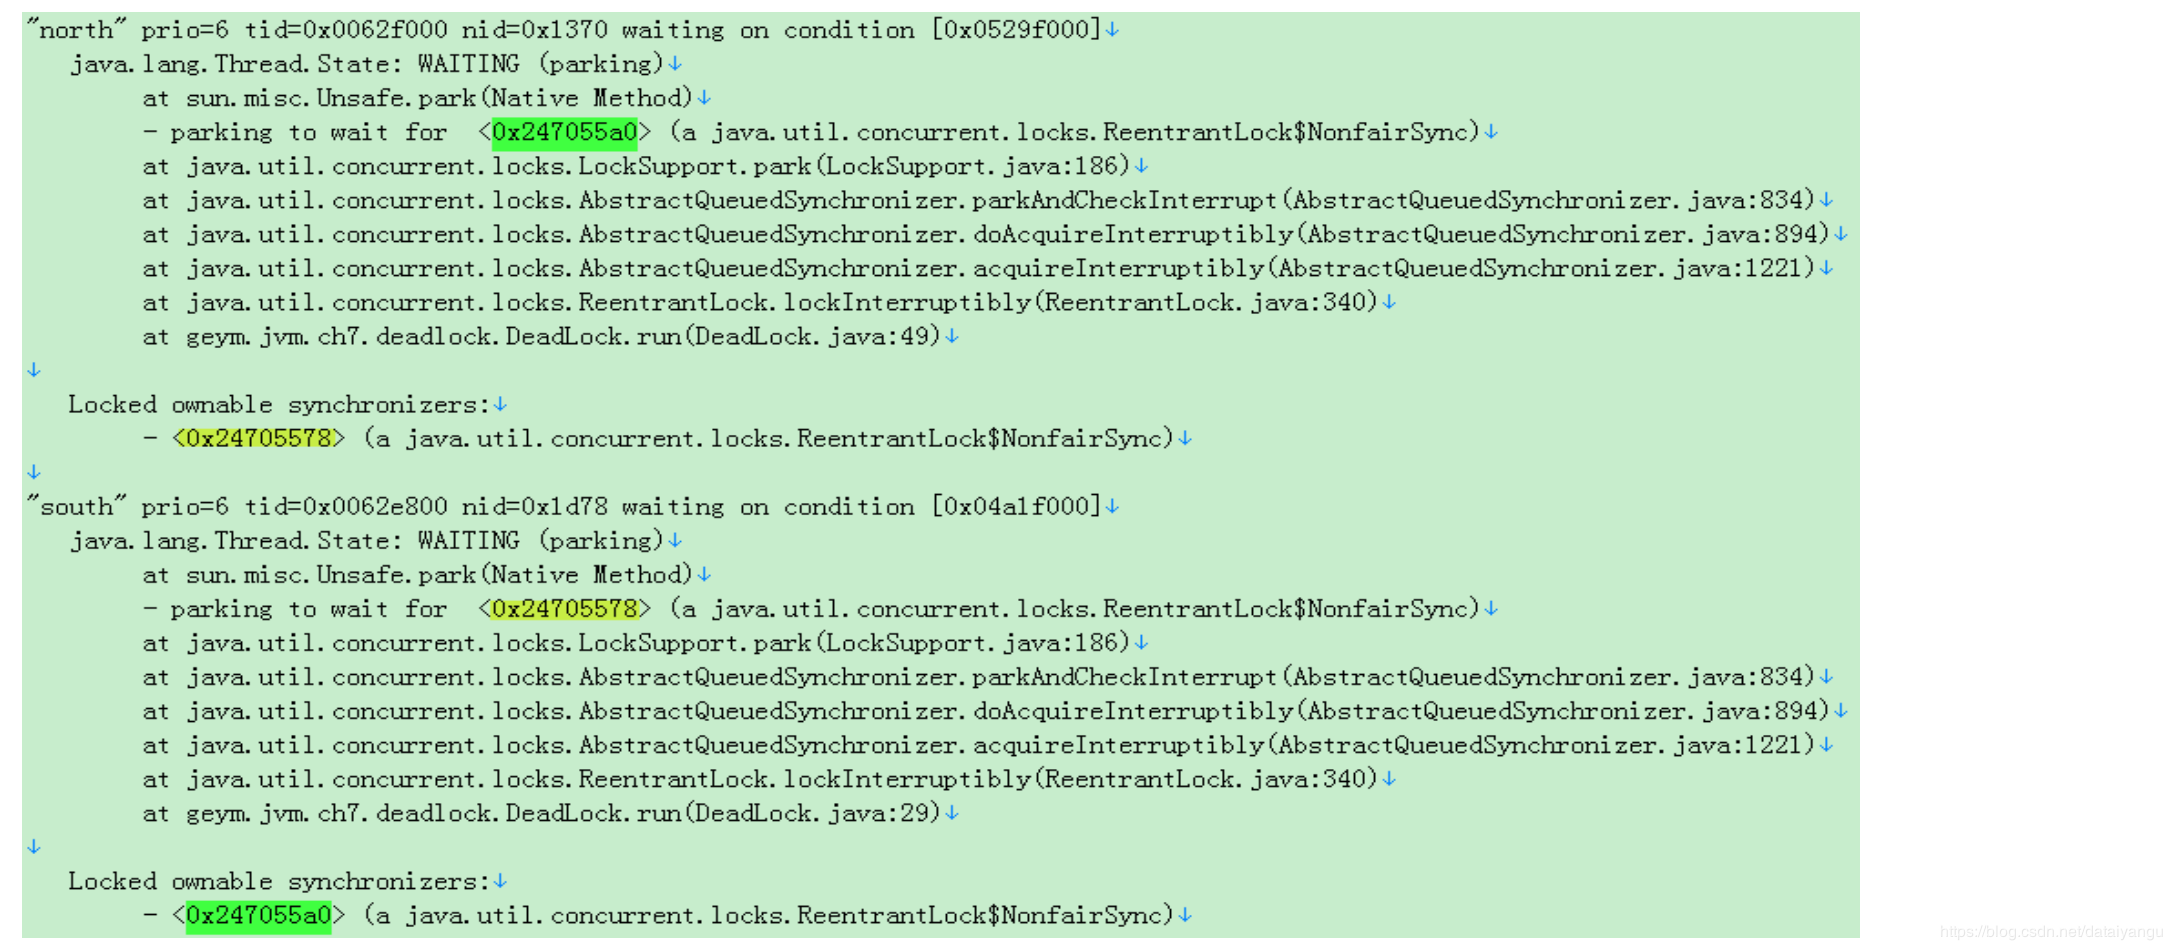 "north" prio=6 tid=0x0062f000 nid=0x1370 waiting on condition [0x0529f000]↓
java.lang.Thread.State: WAITING (parking)↓
at sun.misc.Unsafe.park(Native Method)↓
- parking to wait for <0x247055a0> (a java.util.concurrent.locks.ReentrantLock$NonfairSync)↓
at java.util.concurrent.locks.LockSupport.park(LockSupport.java:186)↓
at java.util.concurrent.locks.AbstractQueuedSynchronizer.parkAndCheckInterrupt(AbstractQueuedSynchronizer.java:834)↓
at java.util.concurrent.locks.AbstractQueuedSynchronizer.doAcquireInterruptibly(AbstractQueuedSynchronizer.java:894)↓
at java.util.concurrent.locks.AbstractQueuedSynchronizer.acquireInterruptibly(AbstractQueuedSynchronizer.java:1221)↓
at java.util.concurrent.locks.ReentrantLock.lockInterruptibly(ReentrantLock.java:340)↓
at geym.jvm.ch7.deadlock.DeadLock.run(DeadLock.java:49)↓
↓
Locked ownable synchronizers:↓
- <0x24705578> (a java.util.concurrent.locks.ReentrantLock$NonfairSync)↓
↓
"south" prio=6 tid=0x0062e800 nid=0x1d78 waiting on condition [0x04a1f000]↓
java.lang.Thread.State: WAITING (parking)↓
at sun.misc.Unsafe.park(Native Method)↓
- parking to wait for <0x24705578> (a java.util.concurrent.locks.ReentrantLock$NonfairSync)↓
at java.util.concurrent.locks.LockSupport.park(LockSupport.java:186)↓
at java.util.concurrent.locks.AbstractQueuedSynchronizer.parkAndCheckInterrupt(AbstractQueuedSynchronizer.java:834)↓
at java.util.concurrent.locks.AbstractQueuedSynchronizer.doAcquireInterruptibly(AbstractQueuedSynchronizer.java:894)↓
at java.util.concurrent.locks.AbstractQueuedSynchronizer.acquireInterruptibly(AbstractQueuedSynchronizer.java:1221)↓
at java.util.concurrent.locks.ReentrantLock.lockInterruptibly(ReentrantLock.java:340)↓
at geym.jvm.ch7.deadlock.DeadLock.run(DeadLock.java:29)↓
↓
Locked ownable synchronizers:↓
- <0x247055a0> (a java.util.concurrent.locks.ReentrantLock$NonfairSync)↓
https://blog.csdn.net/dataiyangu